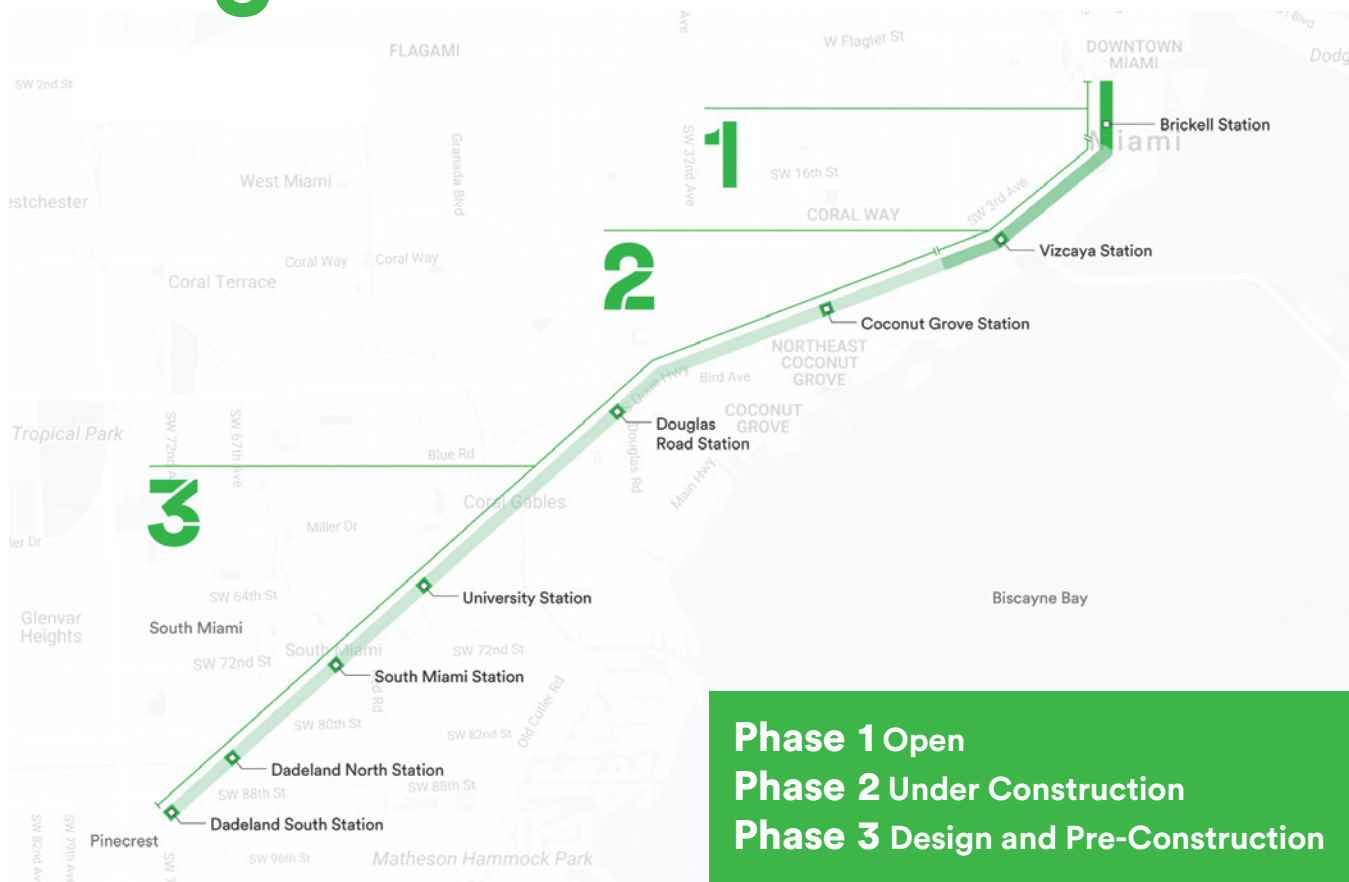 FLAGAMI
W Flagler St
DOWNTOWN
MIAMI
SW 2nd St
1
Brickell Station
Miami
SW 32nd Ave
Granada Blvd
West Miami
SW 16th St
SW 3rd Ave
CORAL WAY
2
Vizcaya Station
Coral Way
Coral Way
Coral Terrace
Coconut Grove Station
NORTHEAST
COCONUT
GROVE
S Dixie Hwy
Bird Ave
COCONUT
GROVE
Douglas
Road Station
Douglas Rd
Main Hwy
Tropical Park
SW 67th Ave
Blue Rd
3
Coral Gables
Miller Dr
University Station
Biscayne Bay
SW 64th St
Glenvar
Heights
South Miami
South Miami
SW 72nd St
SW 72nd St
South Miami Station
SW 80th St
SW 82nd St
Old Cutler Rd
Dadeland North Station
SW 88th St
SW 88th St
Dadeland South Station
Pinecrest
SW 79th Av
SW 82nd Av
SW 96th St
Matheson Hammock Park
Phase 1 Open
Phase 2 Under Construction
Phase 3 Design and Pre-Construction